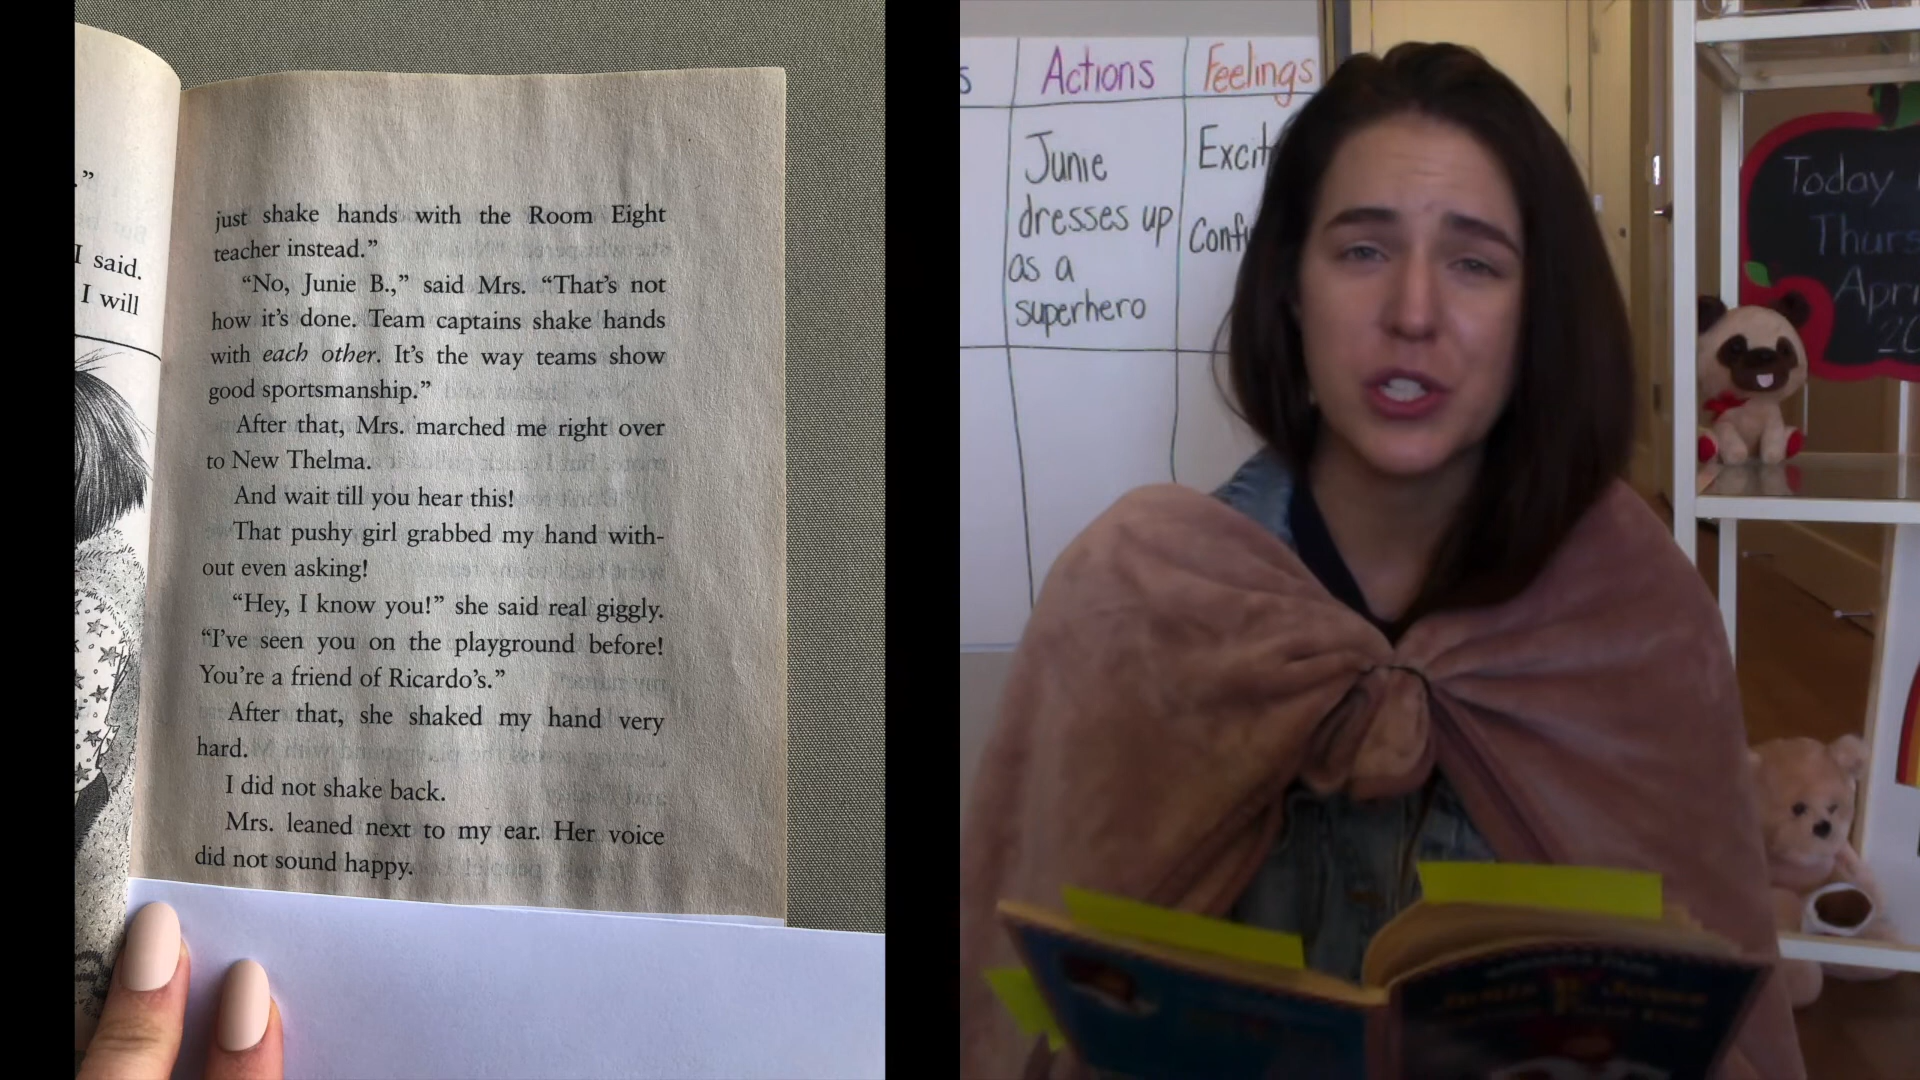 .”
I said.
I will
just shake hands with the Room Eight
teacher instead.”
“No, Junie B.,” said Mrs. “That’s not
how it’s done. Team captains shake hands
with each other. It’s the way teams show
good sportsmanship.”
After that, Mrs. marched me right over
to New Thelma.
And wait till you hear this!
That pushy girl grabbed my hand with-
out even asking!
“Hey, I know you!” she said real giggly.
“I’ve seen you on the playground before!
You’re a friend of Ricardo’s.”
After that, she shaked my hand very
hard.
I did not shake back.
Mrs. leaned next to my ear. Her voice
did not sound happy.
s
Actions
Feelings
Junie
dresses up
as a
superhero
Today